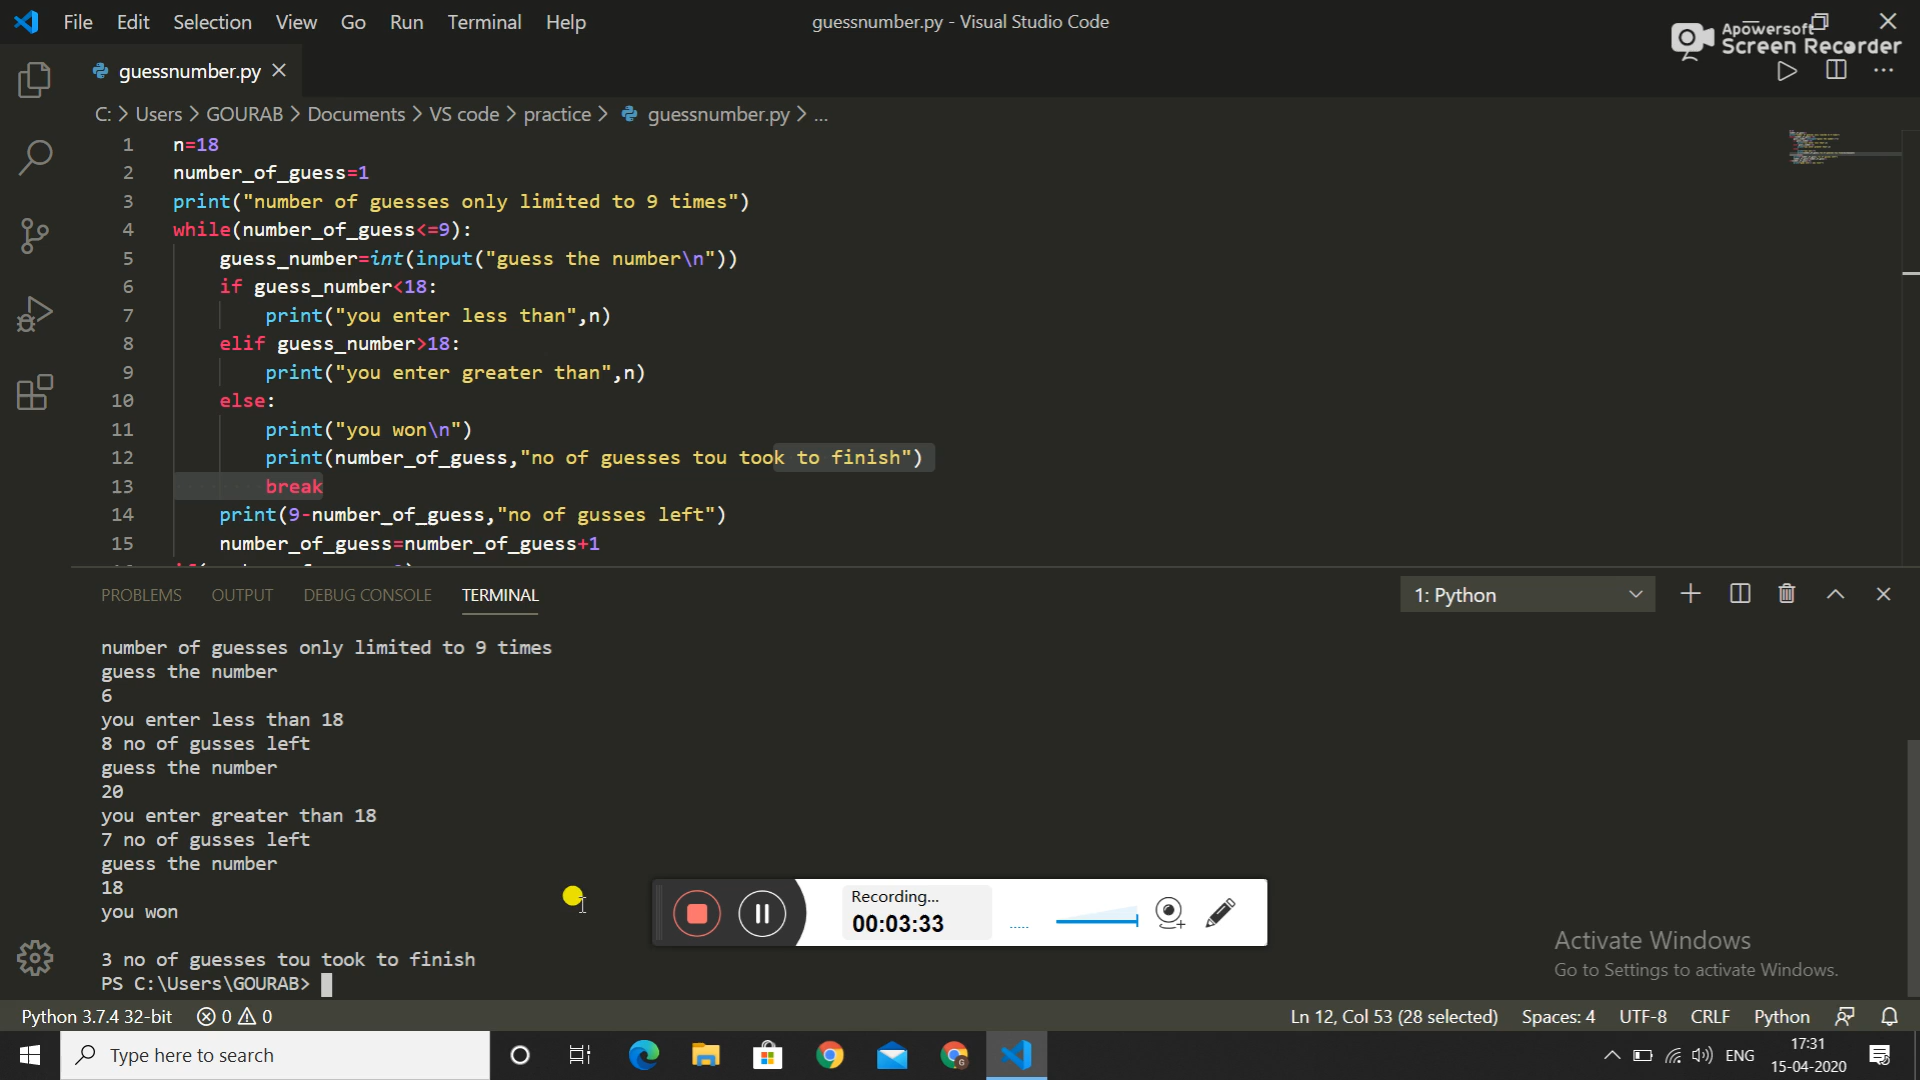 File Edit Selection View Go Run Terminal Help guessnumber.py - Visual Studio Code
Apowersoft
Screen Recorder
guessnumber.py
C: > Users > GOURAB > Documents > VS code > practice > guessnumber.py > ...
1 n=18
2 number_of_guess=1
3 print("number of guesses only limited to 9 times")
4 while(number_of_guess<=9):
5 guess_number=int(input("guess the number\n"))
6 if guess_number<18:
7 print("you enter less than",n)
8 elif guess_number>18:
9 print("you enter greater than",n)
10 else:
11 print("you won\n")
12 print(number_of_guess,"no of guesses tou took to finish")
13 break
14 print(9-number_of_guess,"no of gusses left")
15 number_of_guess=number_of_guess+1
PROBLEMS OUTPUT DEBUG CONSOLE TERMINAL 1: Python
number of guesses only limited to 9 times
guess the number
6
you enter less than 18
8 no of gusses left
guess the number
20
you enter greater than 18
7 no of gusses left
guess the number
18
you won
3 no of guesses tou took to finish
PS C:\Users\GOURAB>
Recording...
00:03:33
Activate Windows
Go to Settings to activate Windows.
Python 3.7.4 32-bit 0 0 Ln 12, Col 53 (28 selected) Spaces: 4 UTF-8 CRLF Python
Type here to search
ENG
17:31
15-04-2020